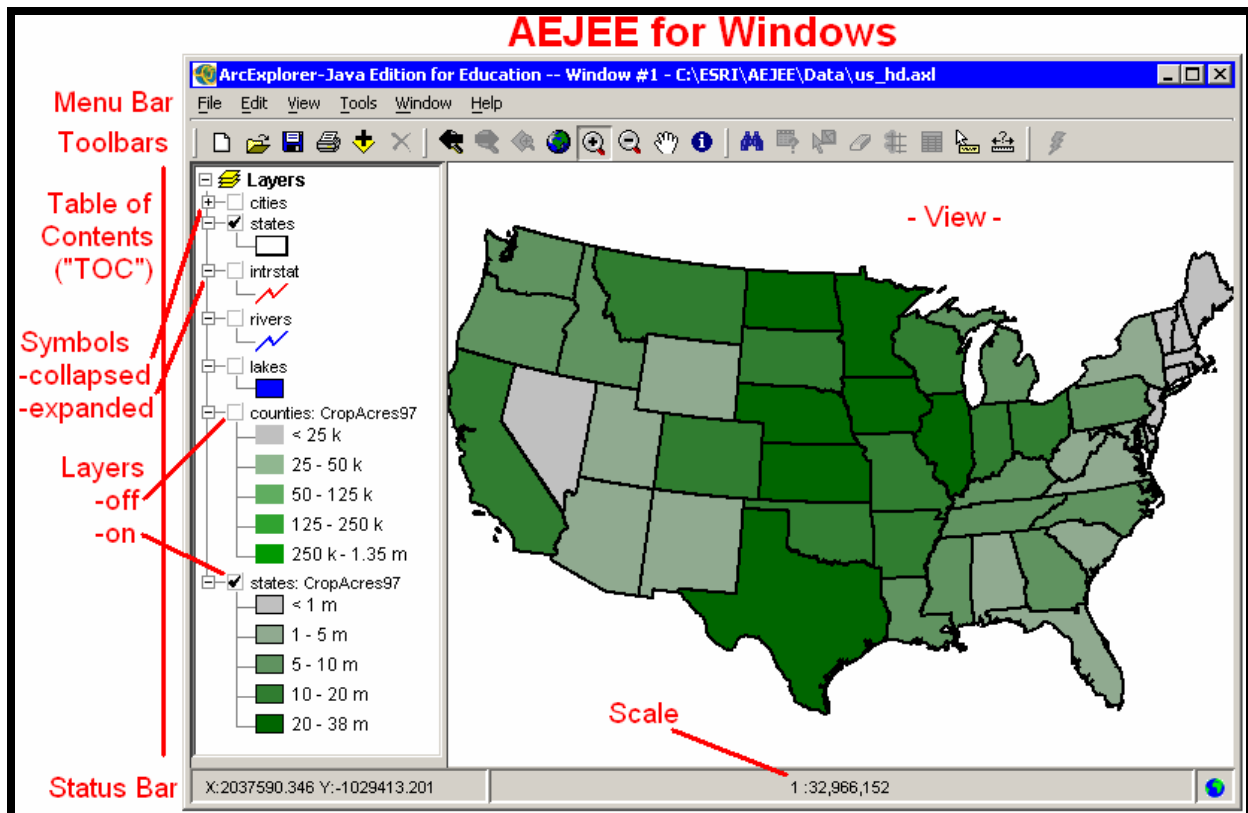 AEJEE for Windows
ArcExplorer-Java Edition for Education -- Window #1 - C:\ESRI\AEJEE\Data\us_hd.axl
Menu Bar
File Edit View Tools Window Help
Toolbars
Table of
Contents
("TOC")
Symbols
-collapsed
-expanded
Layers
-off
-on
Status Bar
Layers
cities
states
intrstat
rivers
lakes
counties: CropAcres97
< 25 k
25 - 50 k
50 - 125 k
125 - 250 k
250 k - 1.35 m
states: CropAcres97
< 1 m
1 - 5 m
5 - 10 m
10 - 20 m
20 - 38 m
- View -
Scale
X:2037590.346 Y:-1029413.201
1 :32,966,152